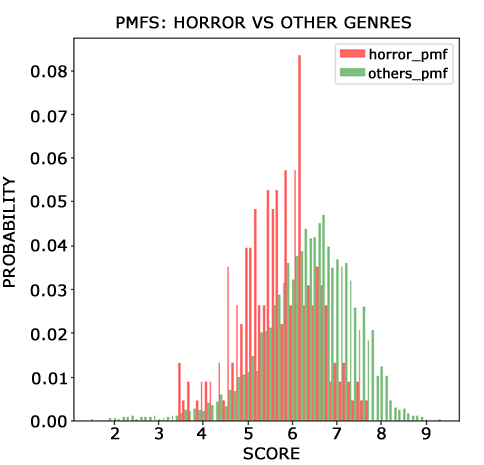 PMFS: HORROR VS OTHER GENRES
horror_pmf
others_pmf
PROBABILITY
0.08
0.07
0.06
0.05
0.04
0.03
0.02
0.01
0.00
2 3 4 5 6 7 8 9
SCORE